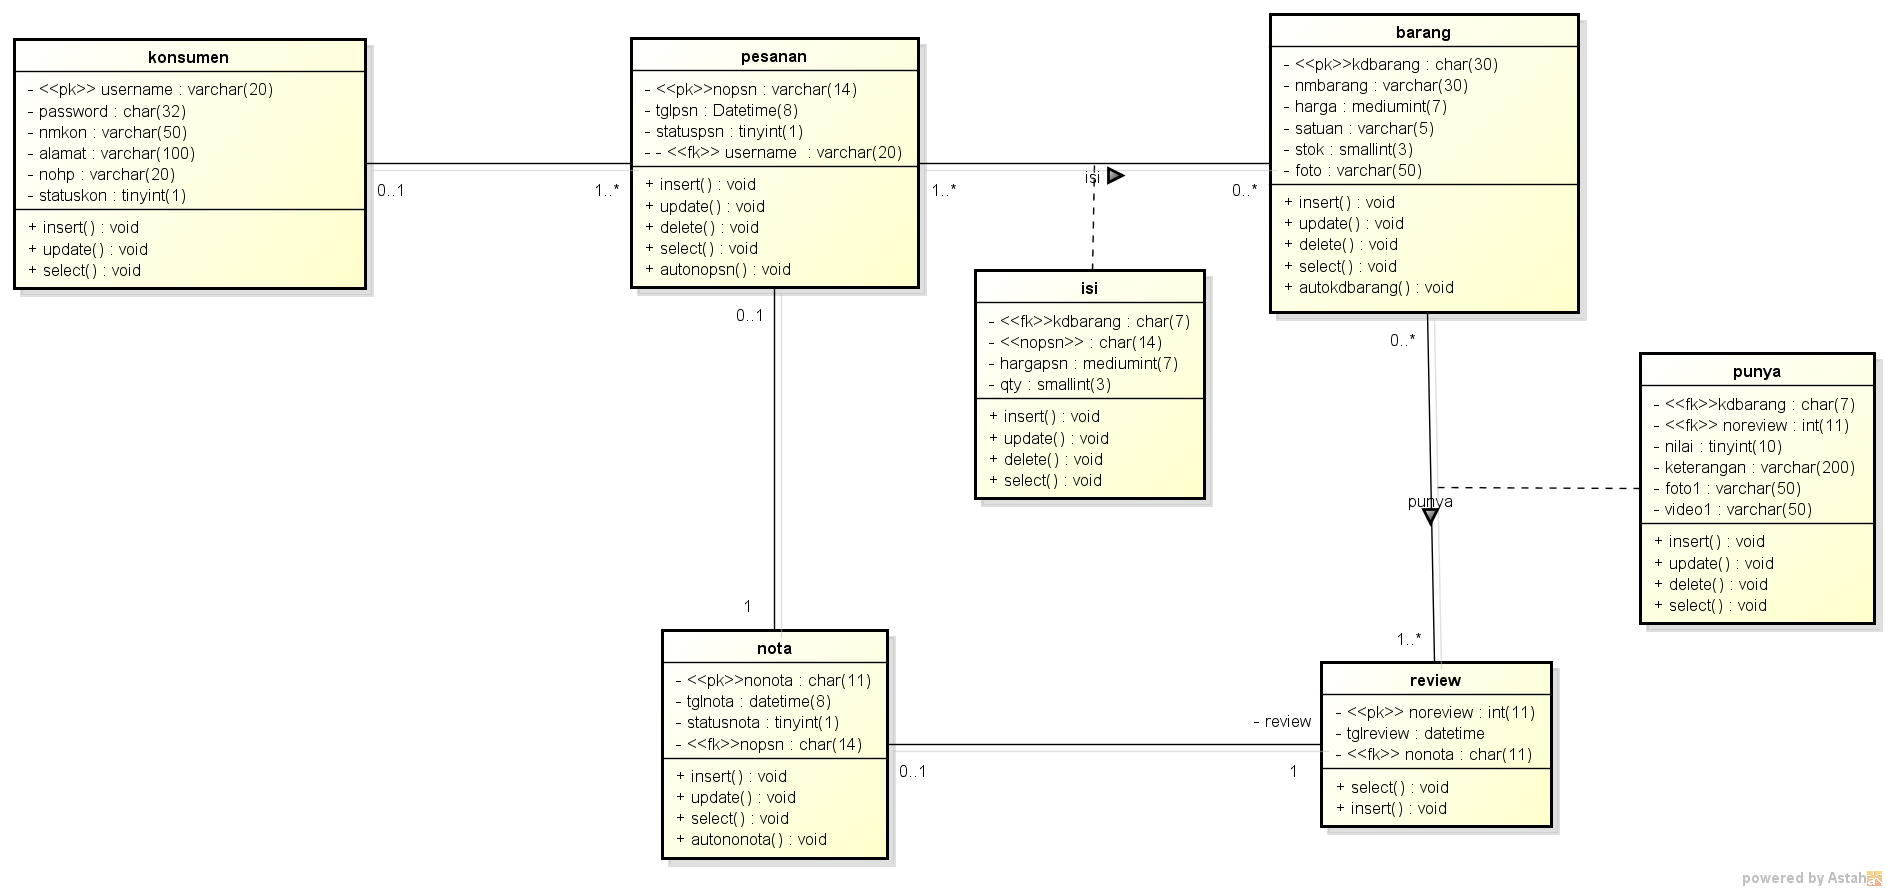 konsumen
- <<pk>> username : varchar(20)
- password : char(32)
- nmkon : varchar(50)
- alamat : varchar(100)
- nohp : varchar(20)
- statuskon : tinyint(1)
+ insert() : void
+ update() : void
+ select() : void
0..1
1..*
pesanan
- <<pk>>nopsn : varchar(14)
- tglpsn : Datetime(8)
- statuspsn : tinyint(1)
- - <<fk>> username : varchar(20)
+ insert() : void
+ update() : void
+ delete() : void
+ select() : void
+ autonopsn() : void
1..*
isi
0..*
barang
- <<pk>>kdbarang : char(30)
- nmbarang : varchar(30)
- harga : mediumint(7)
- satuan : varchar(5)
- stok : smallint(3)
- foto : varchar(50)
+ insert() : void
+ update() : void
+ delete() : void
+ select() : void
+ autokdbarang() : void
isi
- <<fk>>kdbarang : char(7)
- <<nopsn>> : char(14)
- hargapsn : mediumint(7)
- qty : smallint(3)
+ insert() : void
+ update() : void
+ delete() : void
+ select() : void
0..*
punya
1..*
punya
- <<fk>>kdbarang : char(7)
- <<fk>> noreview : int(11)
- nilai : tinyint(10)
- keterangan : varchar(200)
- foto1 : varchar(50)
- video1 : varchar(50)
+ insert() : void
+ update() : void
+ delete() : void
+ select() : void
0..1
1
nota
- <<pk>>nonota : char(11)
- tglnota : datetime(8)
- statusnota : tinyint(1)
- <<fk>>nopsn : char(14)
+ insert() : void
+ update() : void
+ select() : void
+ autononota() : void
0..1
- review
1
review
- <<pk>> noreview : int(11)
- tglreview : datetime
- <<fk>> nonota : char(11)
+ select() : void
+ insert() : void
powered by Astah